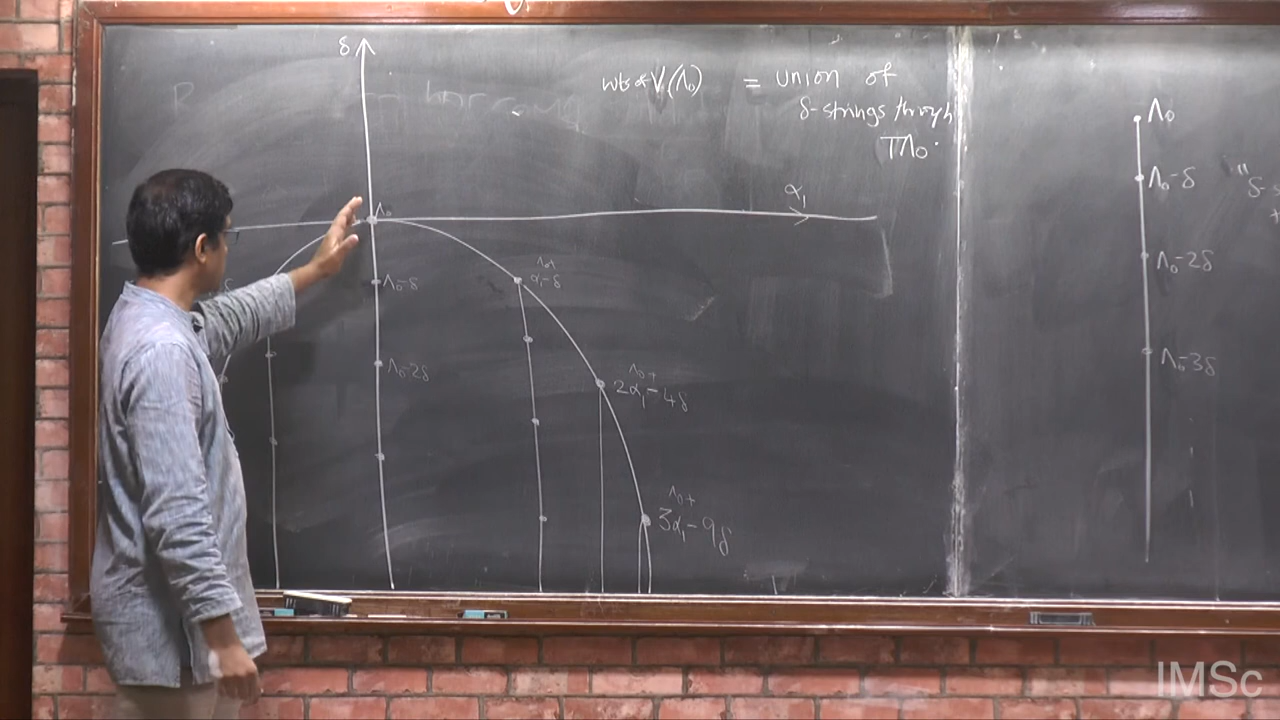 δ
wts of V(Λ₀) = union of
δ-strings through
TΛ₀.
α₁
Λ₀
Λ₀-δ
Λ₀-2δ
Λ₀+
α₁-δ
Λ₀+
2α₁-4δ
Λ₀+
3α₁-9δ
Λ₀
Λ₀-δ
"δ-
Λ₀-2δ
Λ₀-3δ
IMSc